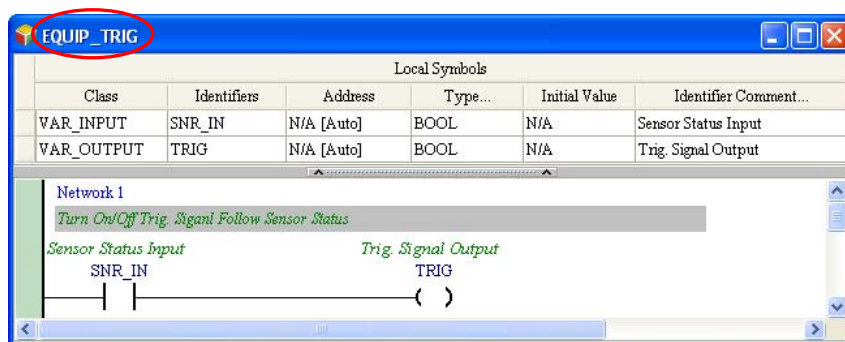 EQUIP_TRIG
Local Symbols
Class Identifiers Address Type... Initial Value Identifier Comment...
VAR_INPUT SNR_IN N/A [Auto] BOOL N/A Sensor Status Input
VAR_OUTPUT TRIG N/A [Auto] BOOL N/A Trig. Signal Output
Network 1
Turn On/Off Trig. Siganl Follow Sensor Status
Sensor Status Input Trig. Signal Output
SNR_IN TRIG